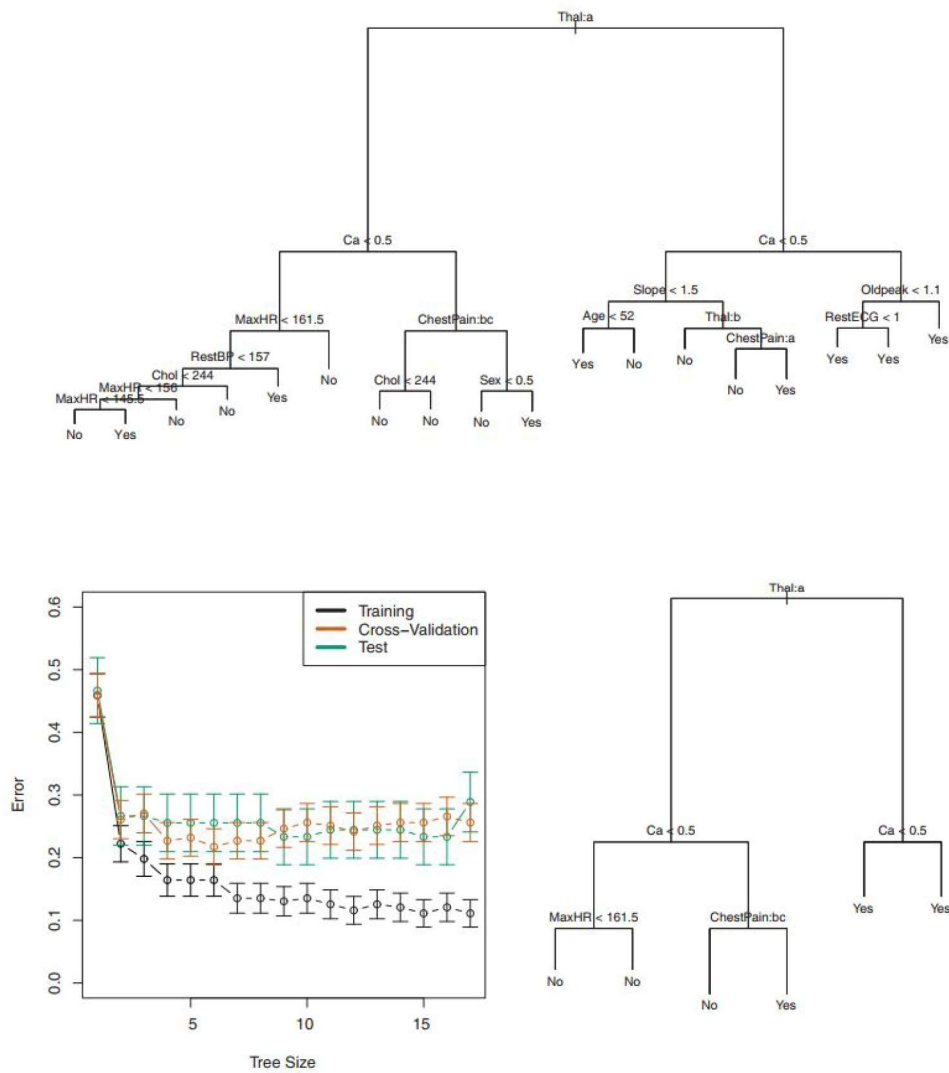 Thal:a
Ca < 0.5
Ca < 0.5
Slope < 1.5
Oldpeak < 1.1
MaxHR < 161.5
ChestPain:bc
Age < 52
Thal:b
RestECG < 1
ChestPain:a
Yes
RestBP < 157
Yes
No
No
Yes
Yes
Chol < 244
No
Chol < 244
Sex < 0.5
No
Yes
MaxHR < 156
Yes
MaxHR < 145.5
No
No
No
No
No
Yes
No
Yes
0.6
0.5
0.4
0.3
0.2
0.1
0.0
Error
Training
Cross−Validation
Test
5
10
15
Tree Size
Thal:a
Ca < 0.5
Ca < 0.5
MaxHR < 161.5
ChestPain:bc
Yes
Yes
No
No
No
Yes